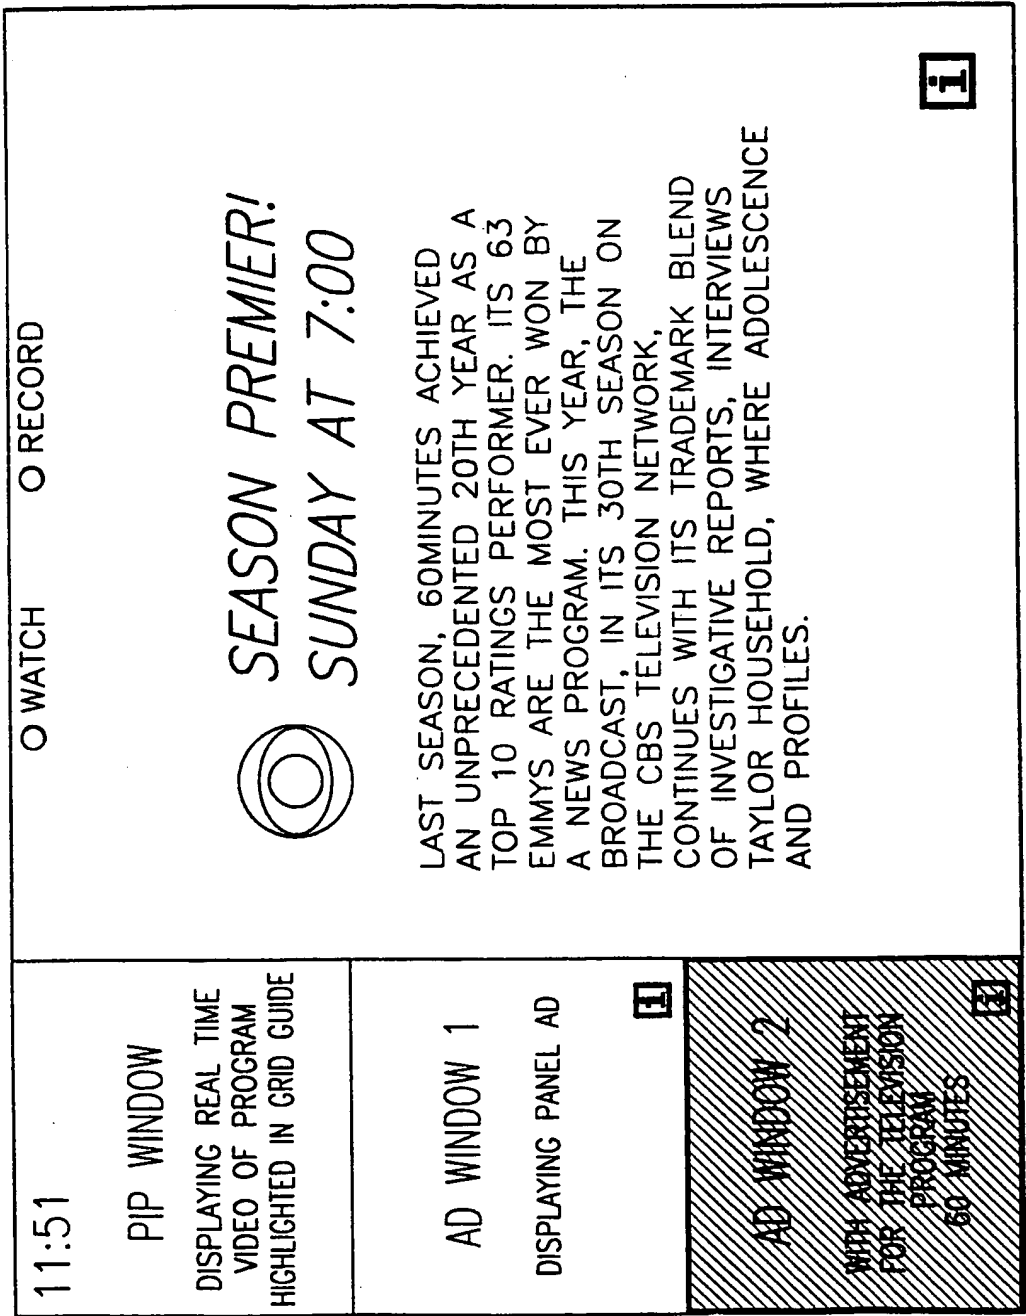 11:51
PIP WINDOW
DISPLAYING REAL TIME
VIDEO OF PROGRAM
HIGHLIGHTED IN GRID GUIDE
AD WINDOW 1
DISPLAYING PANEL AD
i
AD WINDOW 2
WITH ADVERTISEMENT
FOR THE TELEVISION
PROGRAM
60 MINUTES
i
O WATCH
O RECORD
SEASON PREMIER!
SUNDAY AT 7:00
LAST SEASON, 60MINUTES ACHIEVED
AN UNPRECEDENTED 20TH YEAR AS A
TOP 10 RATINGS PERFORMER. ITS 63
EMMYS ARE THE MOST EVER WON BY
A NEWS PROGRAM. THIS YEAR, THE
BROADCAST, IN ITS 30TH SEASON ON
THE CBS TELEVISION NETWORK,
CONTINUES WITH ITS TRADEMARK BLEND
OF INVESTIGATIVE REPORTS, INTERVIEWS
TAYLOR HOUSEHOLD, WHERE ADOLESCENCE
AND PROFILES.
i